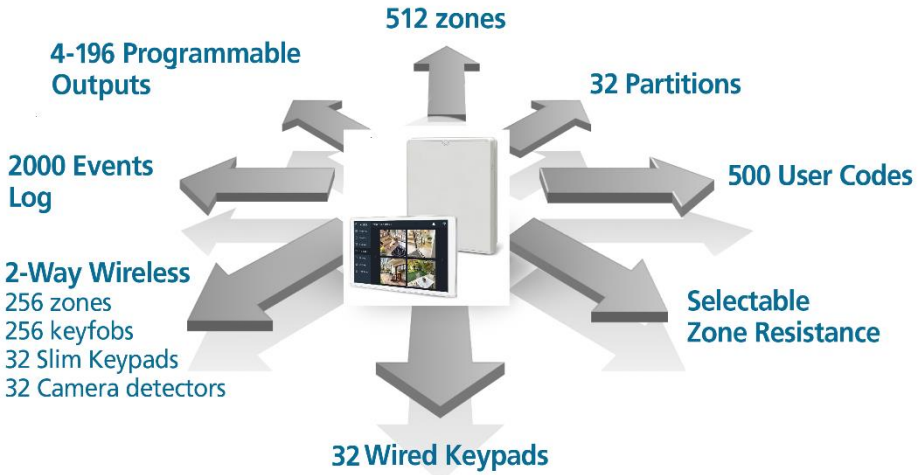 512 zones
4-196 Programmable
Outputs
32 Partitions
2000 Events
Log
500 User Codes
2-Way Wireless
256 zones
256 keyfobs
32 Slim Keypads
32 Camera detectors
Selectable
Zone Resistance
32 Wired Keypads